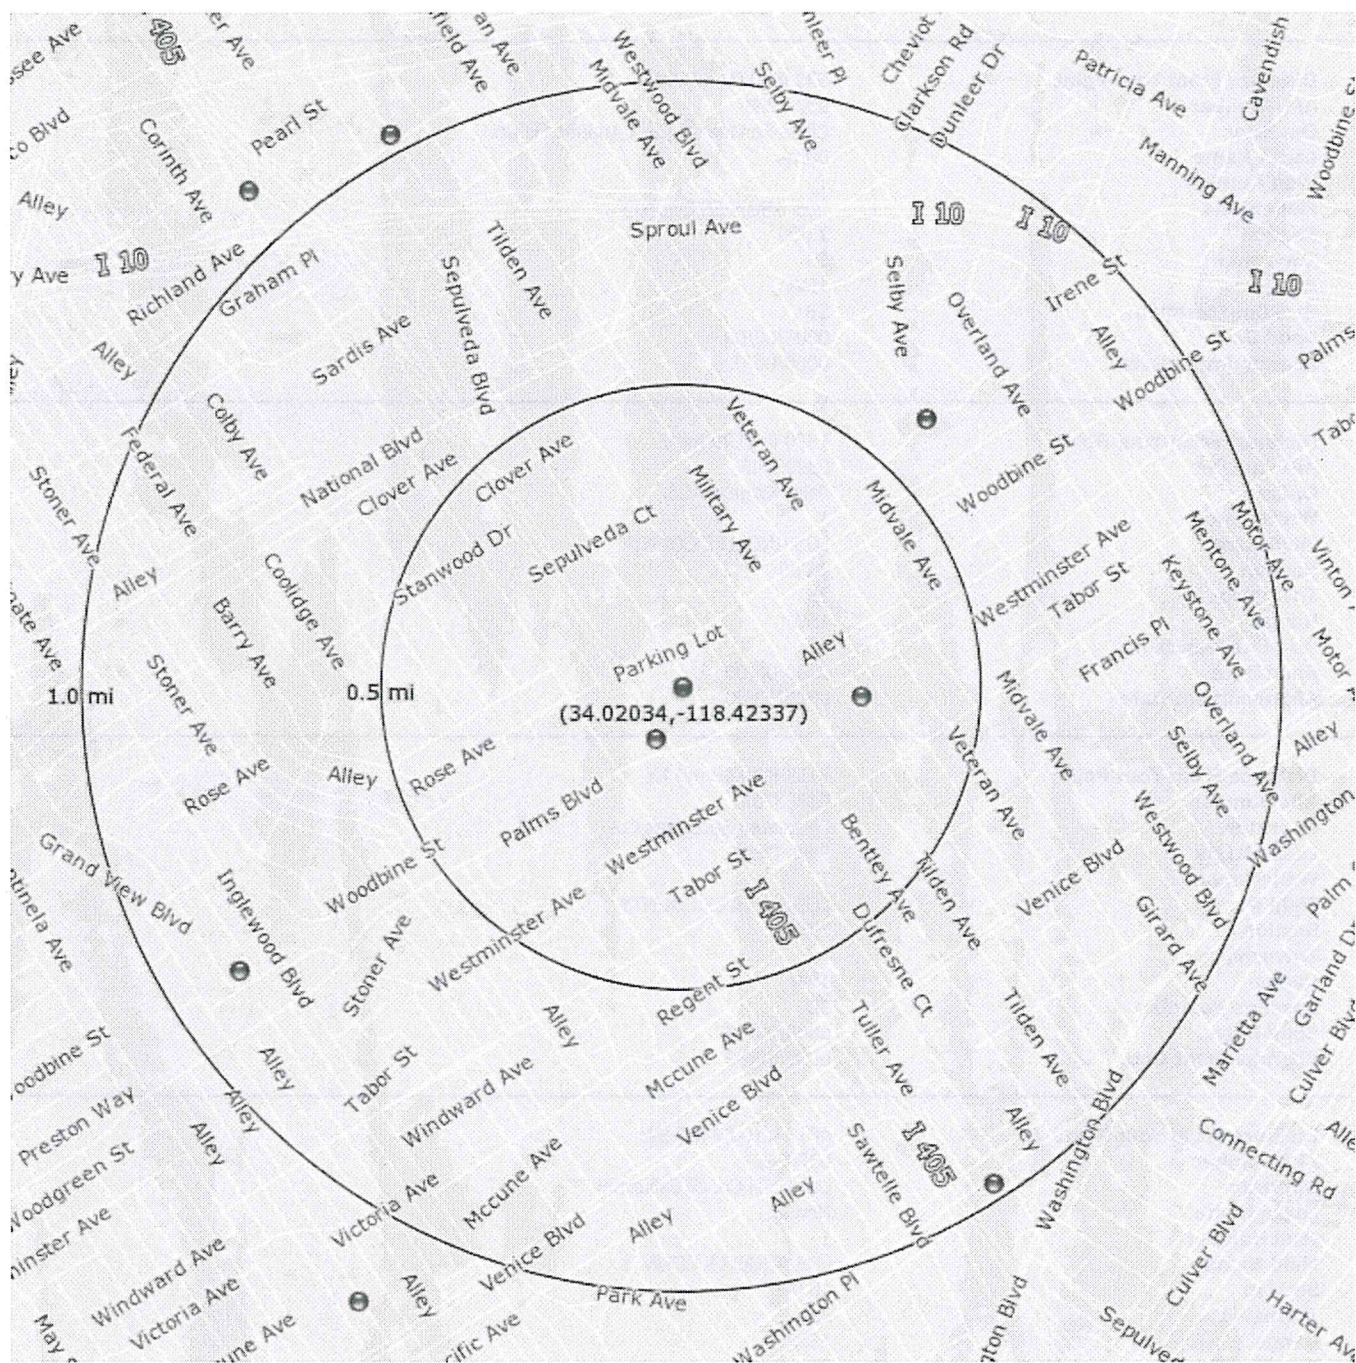 405
Westwood Blvd
Midvale Ave
Selby Ave
Cheviot
Clarkson Rd
Dunleer Dr
Patricia Ave
Cavendish
Pearl St
Corinth Ave
Manning Ave
Alley
I 10
Richland Ave
Graham Pl
Sardis Ave
Sepulveda Blvd
Tilden Ave
Sproul Ave
I 10
I 10
I 10
Selby Ave
Overland Ave
Irene St
Alley
Woodbine St
Alley
Federal Ave
Colby Ave
National Blvd
Clover Ave
Clover Ave
Veteran Ave
Military Ave
Midvale Ave
Woodbine St
Stoner Ave
Alley
Barry Ave
Coolidge Ave
Stanwood Dr
Sepulveda Ct
Westminster Ave
Tabor St
Francis Pl
Keystone Ave
Mentone Ave
Motor Ave
Stoner Ave
Parking Lot
Alley
1.0 mi
0.5 mi
(34.02034,-118.42337)
Midvale Ave
Overland Ave
Selby Ave
Alley
Rose Ave
Alley
Rose Ave
Palms Blvd
Westminster Ave
Veteran Ave
Westwood Blvd
Washington
Grand View Blvd
Inglewood Blvd
Woodbine St
Stoner Ave
Westminster Ave
Tabor St
I 405
Bentley Ave
Tilden Ave
Dufresne Ct
Venice Blvd
Girard Ave
Regent St
Alley
Tuller Ave
Tilden Ave
Marietta Ave
Garland Dr
Culver Blvd
Alley
Alley
Tabor St
Windward Ave
Mccune Ave
Venice Blvd
Preston Way
Alley
I 405
Alley
Washington Blvd
Connecting Rd
Sawtelle Blvd
Victoria Ave
Mccune Ave
Venice Blvd
Alley
Alley
Culver Blvd
Windward Ave
Victoria Ave
Alley
Park Ave
Washington Pl